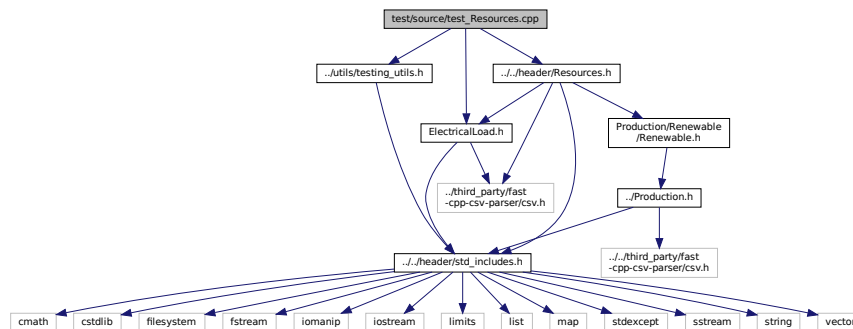 test/source/test_Resources.cpp
../utils/testing_utils.h
../../header/Resources.h
ElectricalLoad.h
Production/Renewable
/Renewable.h
../third_party/fast
-cpp-csv-parser/csv.h
../Production.h
../../header/std_includes.h
../../third_party/fast
-cpp-csv-parser/csv.h
cmath
cstdlib
filesystem
fstream
iomanip
iostream
limits
list
map
stdexcept
sstream
string
vector